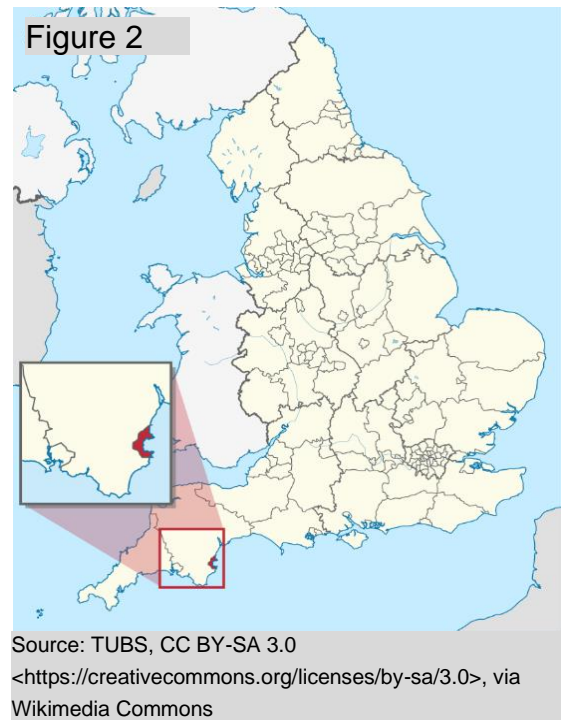 Figure 2
Source: TUBS, CC BY-SA 3.0
<https://creativecommons.org/licenses/by-sa/3.0>, via
Wikimedia Commons